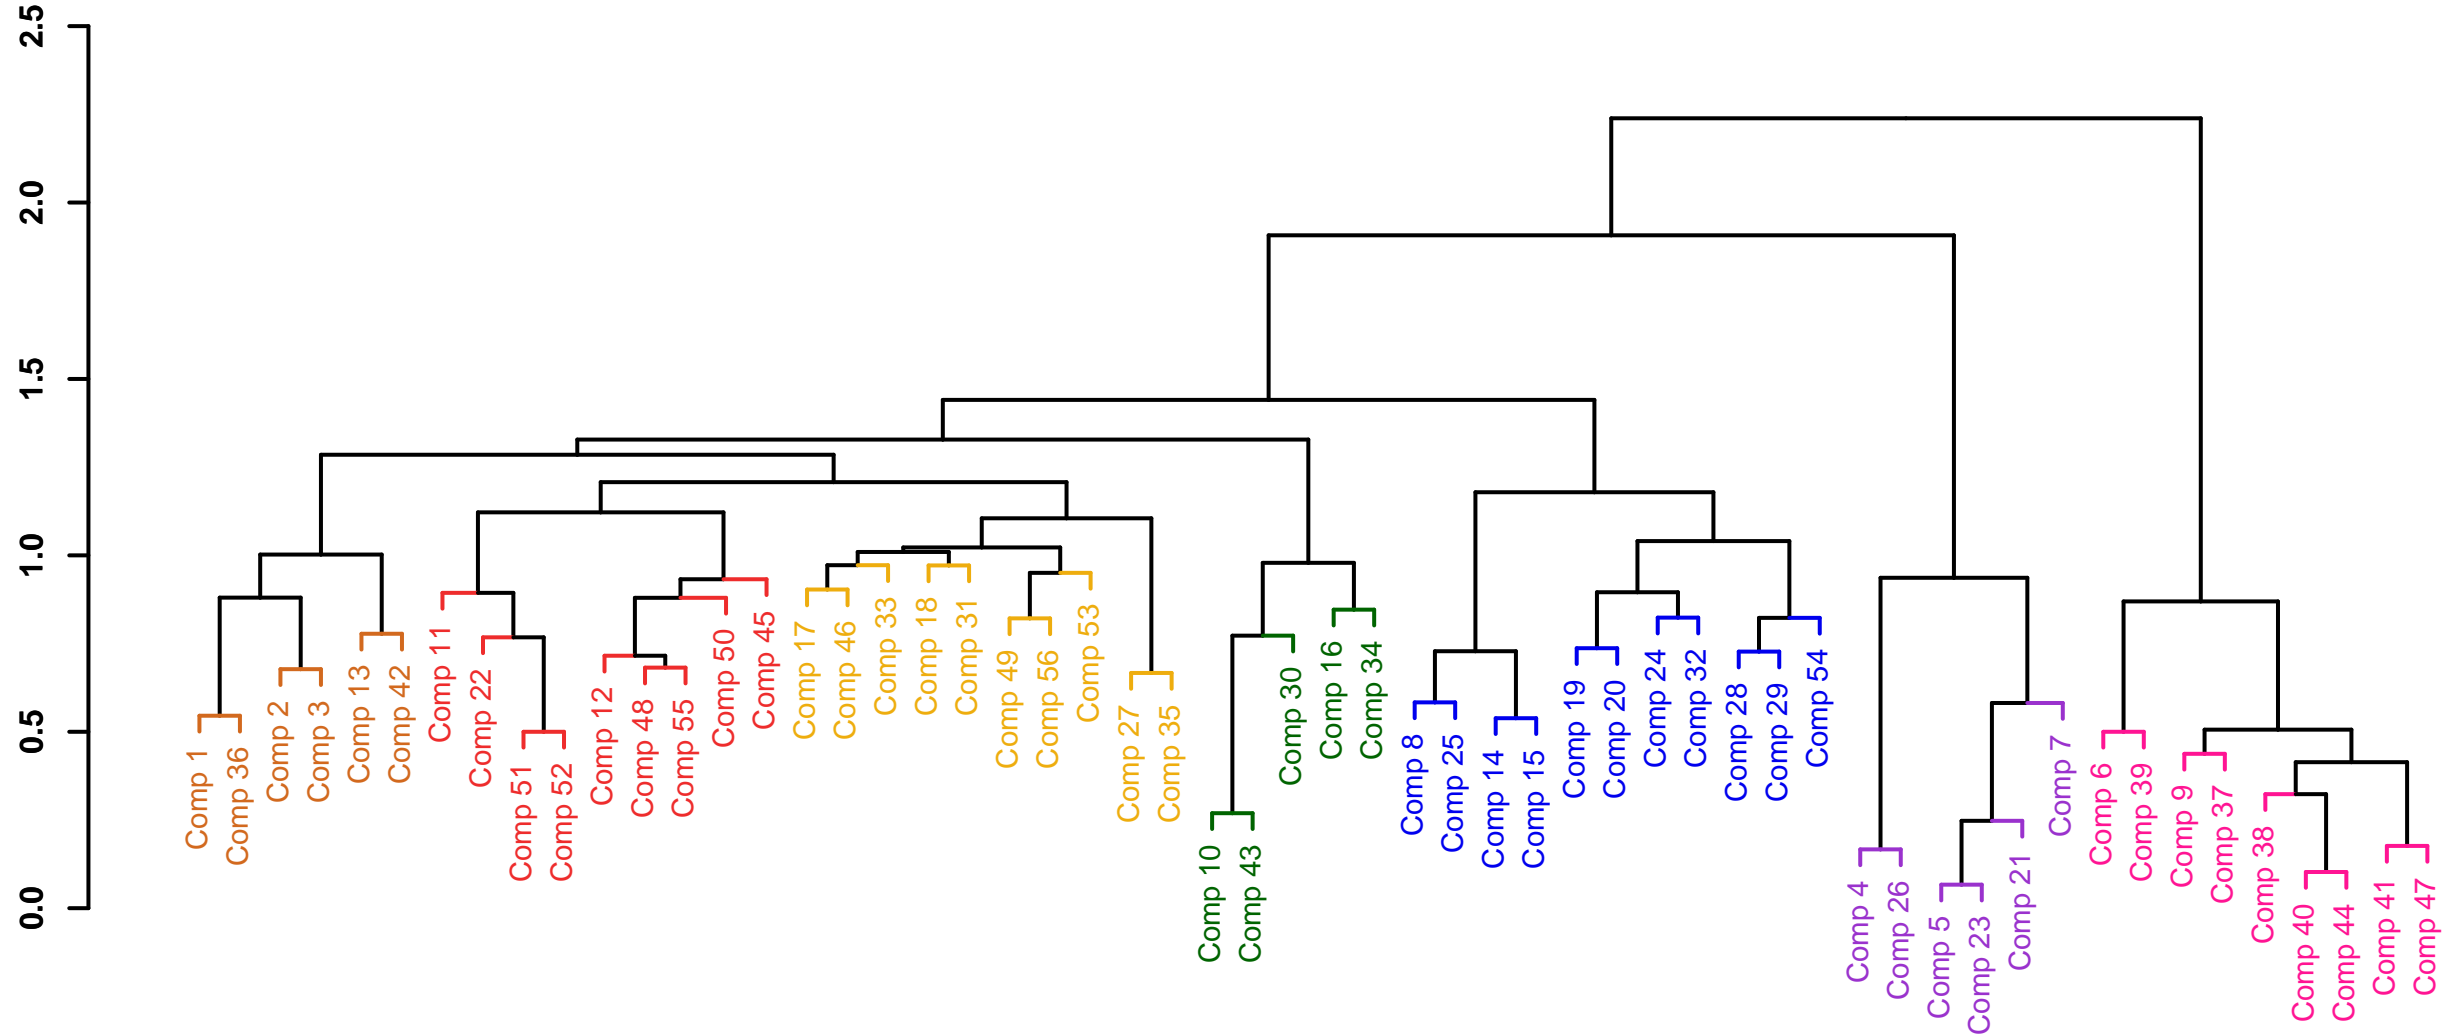 2.5
2.0
1.5
1.0
0.5
0.0
Comp 1
Comp 36
Comp 2
Comp 3
Comp 13
Comp 42
Comp 11
Comp 22
Comp 51
Comp 52
Comp 12
Comp 48
Comp 55
Comp 50
Comp 45
Comp 17
Comp 46
Comp 33
Comp 18
Comp 31
Comp 49
Comp 56
Comp 53
Comp 27
Comp 35
Comp 10
Comp 43
Comp 30
Comp 16
Comp 34
Comp 8
Comp 25
Comp 14
Comp 15
Comp 19
Comp 20
Comp 24
Comp 32
Comp 28
Comp 29
Comp 54
Comp 4
Comp 26
Comp 5
Comp 23
Comp 21
Comp 7
Comp 6
Comp 39
Comp 9
Comp 37
Comp 38
Comp 40
Comp 44
Comp 41
Comp 47